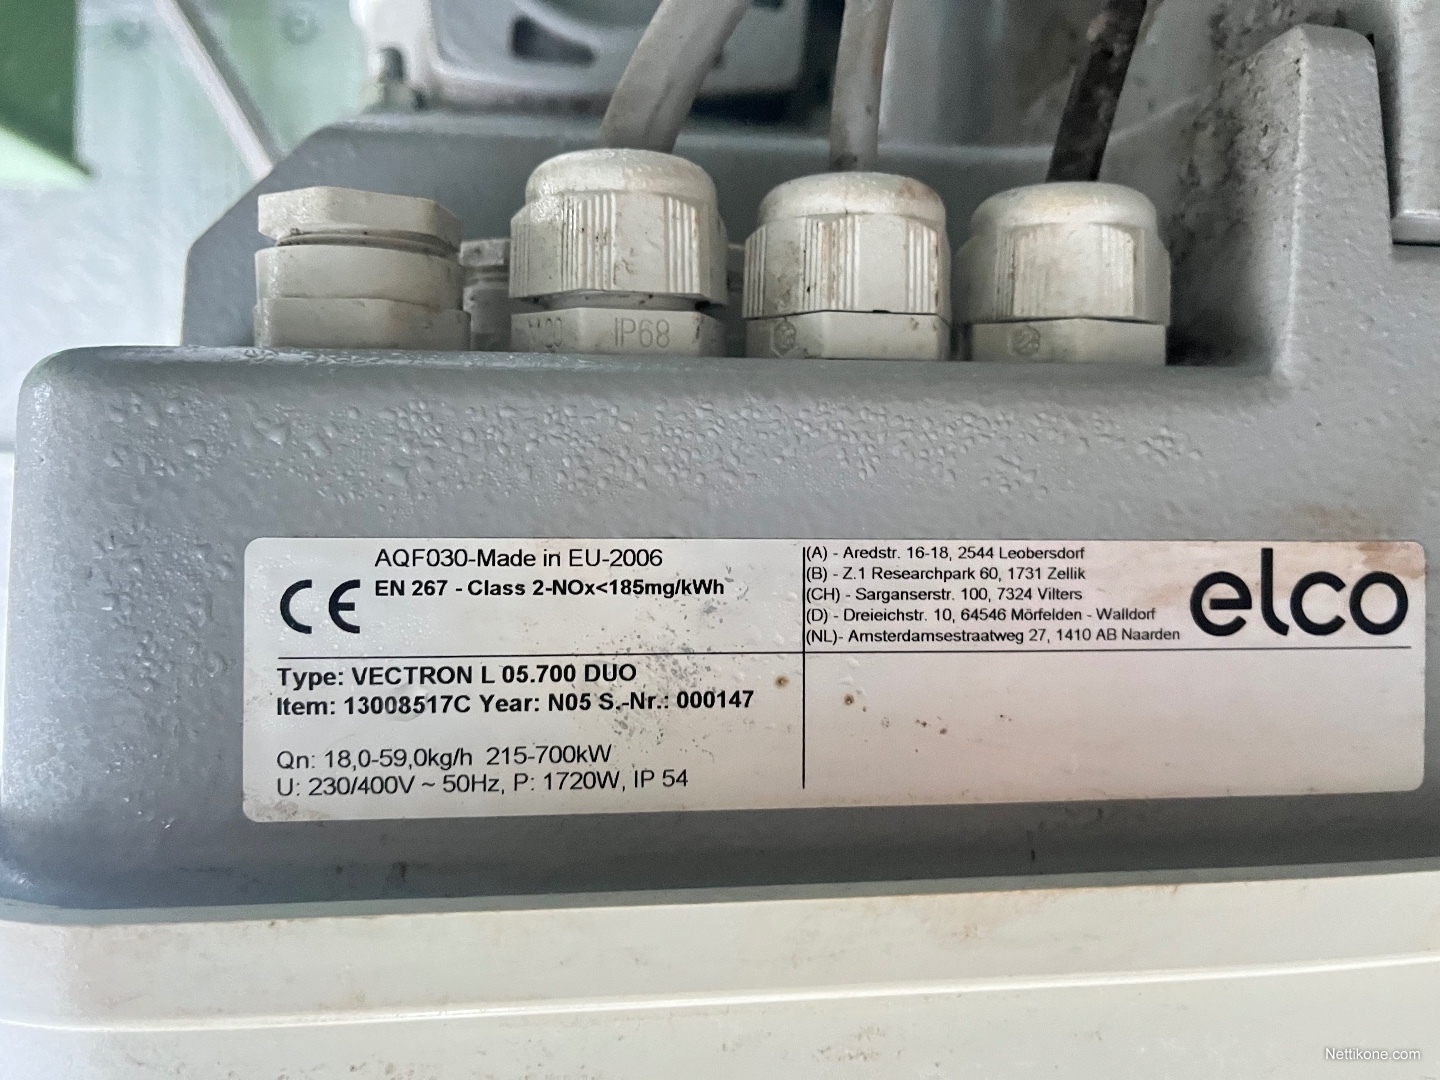 IP68
AQF030-Made in EU-2006
CE EN 267 - Class 2-NOx<185mg/kWh
(A) - Aredstr. 16-18, 2544 Leobersdorf
(B) - Z.1 Researchpark 60, 1731 Zellik
(CH) - Sarganserstr. 100, 7324 Vilters
(D) - Dreieichstr. 10, 64546 Mörfelden - Walldorf
(NL)- Amsterdamsestraatweg 27, 1410 AB Naarden
elco
Type: VECTRON L 05.700 DUO
Item: 13008517C Year: N05 S.-Nr.: 000147
Qn: 18,0-59,0kg/h 215-700kW
U: 230/400V ~ 50Hz, P: 1720W, IP 54
Nettikone.com